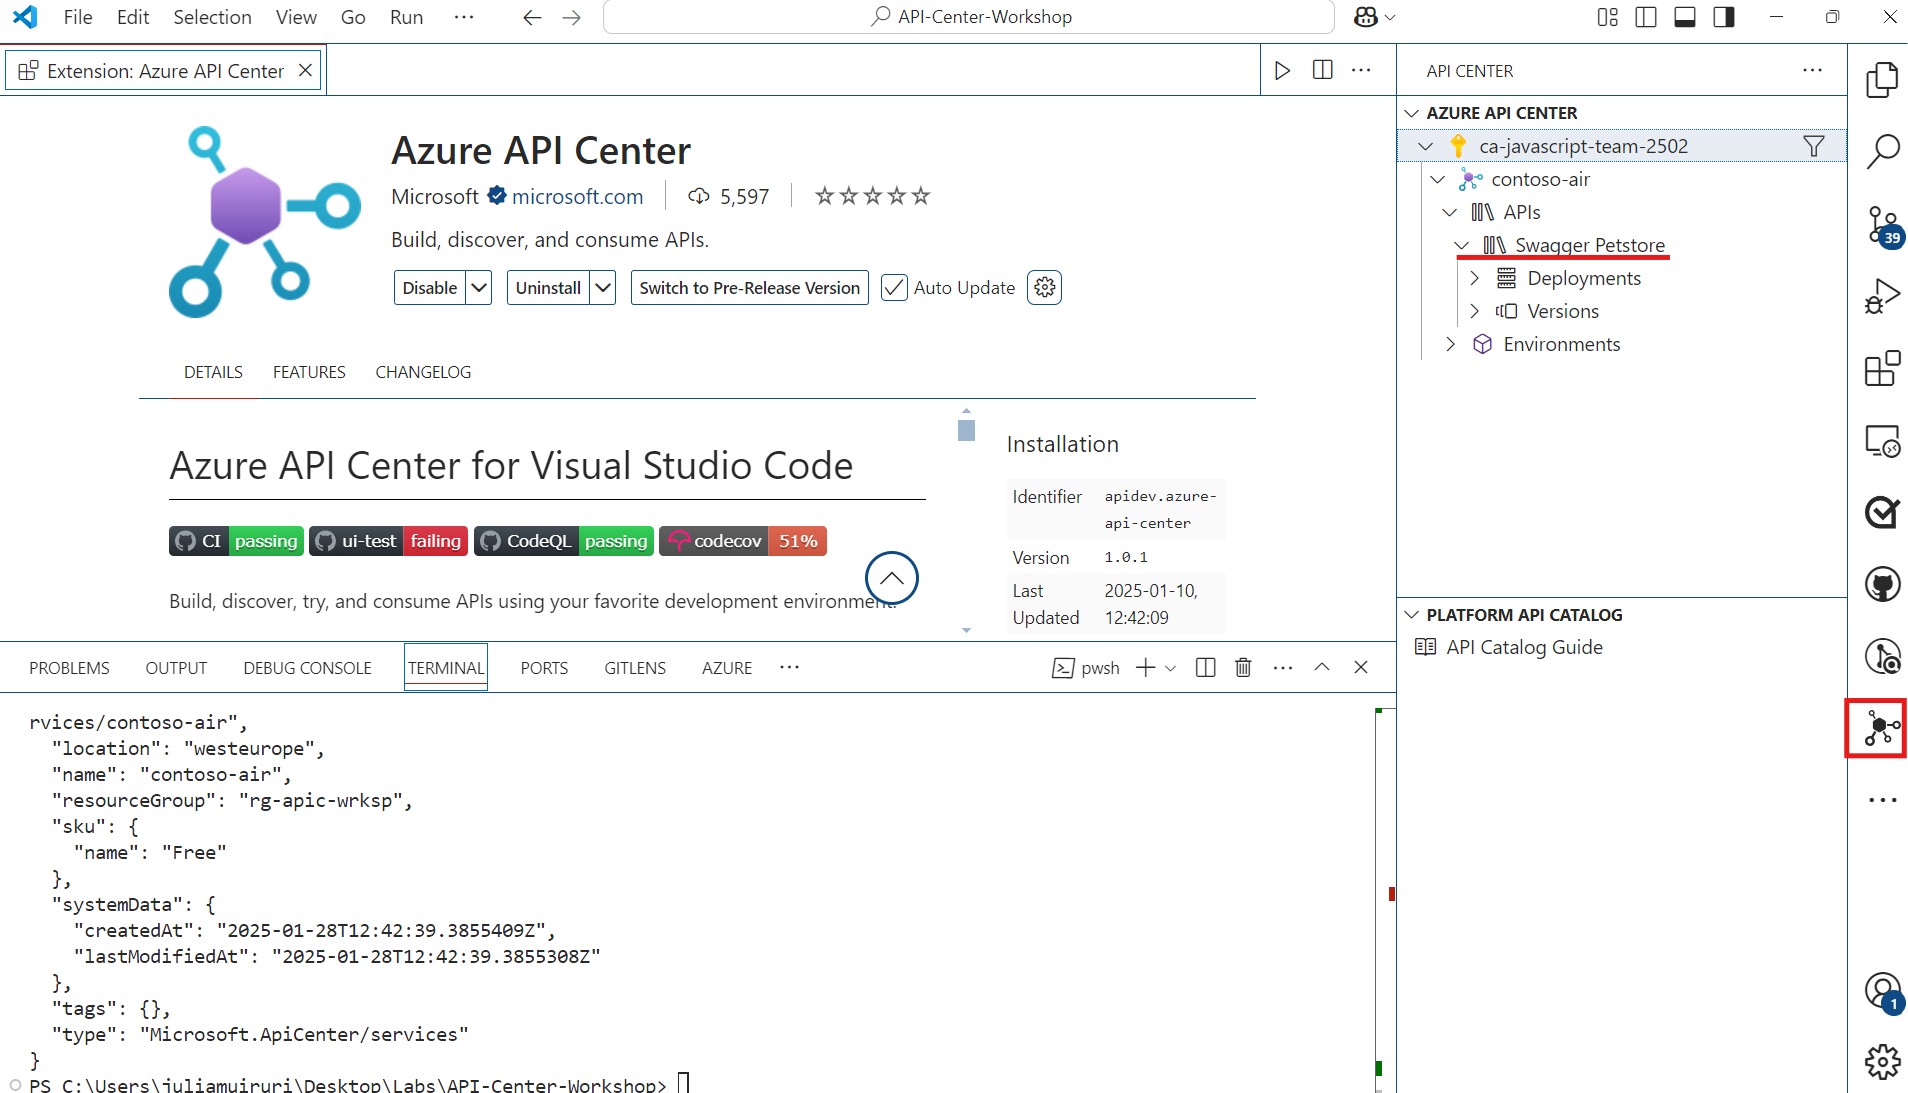 File Edit Selection View Go Run ··· API-Center-Workshop
Extension: Azure API Center
Azure API Center
Microsoft microsoft.com 5,597
Build, discover, and consume APIs.
Disable Uninstall Switch to Pre-Release Version Auto Update
DETAILS FEATURES CHANGELOG
Azure API Center for Visual Studio Code
CI passing ui-test failing CodeQL passing codecov 51%
Build, discover, try, and consume APIs using your favorite development environment.
Installation
Identifier apidev.azure-
api-center
Version 1.0.1
Last 2025-01-10,
Updated 12:42:09
PROBLEMS OUTPUT DEBUG CONSOLE TERMINAL PORTS GITLENS AZURE ··· pwsh
rvices/contoso-air",
"location": "westeurope",
"name": "contoso-air",
"resourceGroup": "rg-apic-wrksp",
"sku": {
"name": "Free"
},
"systemData": {
"createdAt": "2025-01-28T12:42:39.3855409Z",
"lastModifiedAt": "2025-01-28T12:42:39.3855308Z"
},
"tags": {},
"type": "Microsoft.ApiCenter/services"
}
PS C:\Users\juliamuiruri\Desktop\Labs\API-Center-Workshop>
API CENTER
AZURE API CENTER
ca-javascript-team-2502
contoso-air
APIs
Swagger Petstore
Deployments
Versions
Environments
PLATFORM API CATALOG
API Catalog Guide
39
1